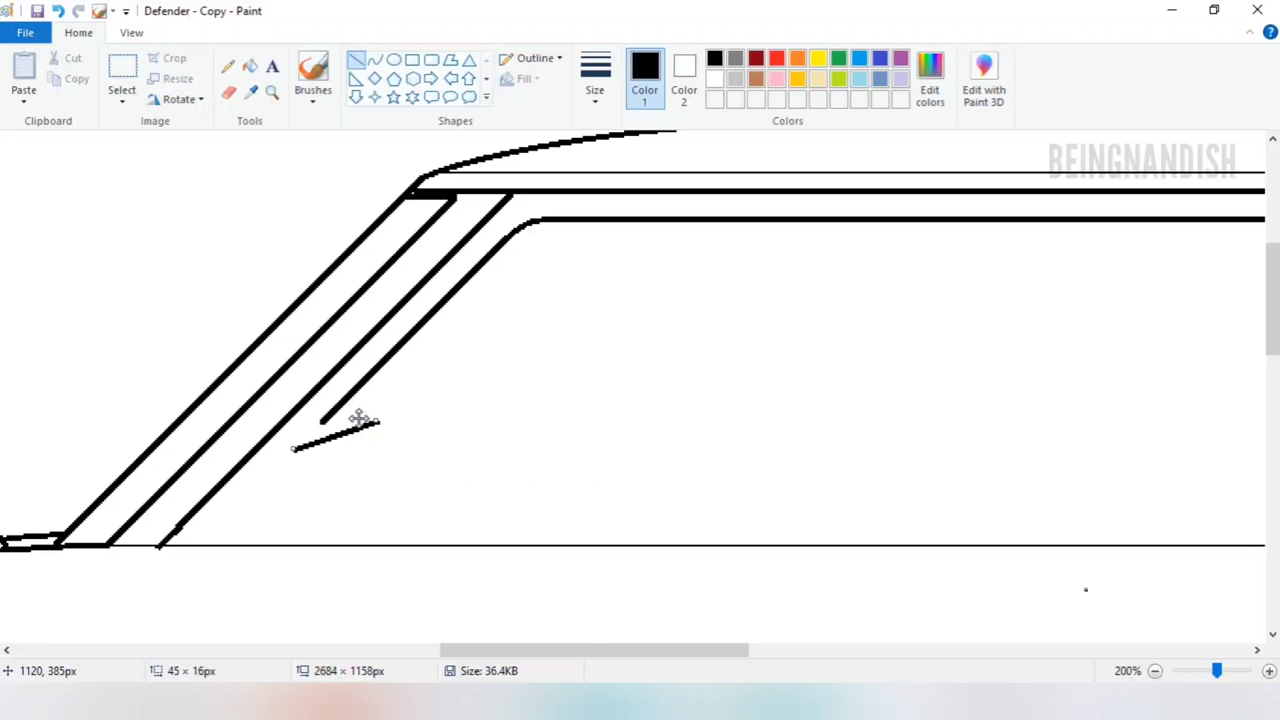 Defender - Copy - Paint
File
Home
View
Paste
Cut
Copy
Clipboard
Select
Crop
Resize
Rotate
Image
A
Tools
Brushes
Outline
Fill
Shapes
Size
Color 1
Color 2
Edit colors
Colors
Edit with Paint 3D
?
BEINGNANDISH
1120, 385px
45 × 16px
2684 × 1158px
Size: 36.4KB
200%